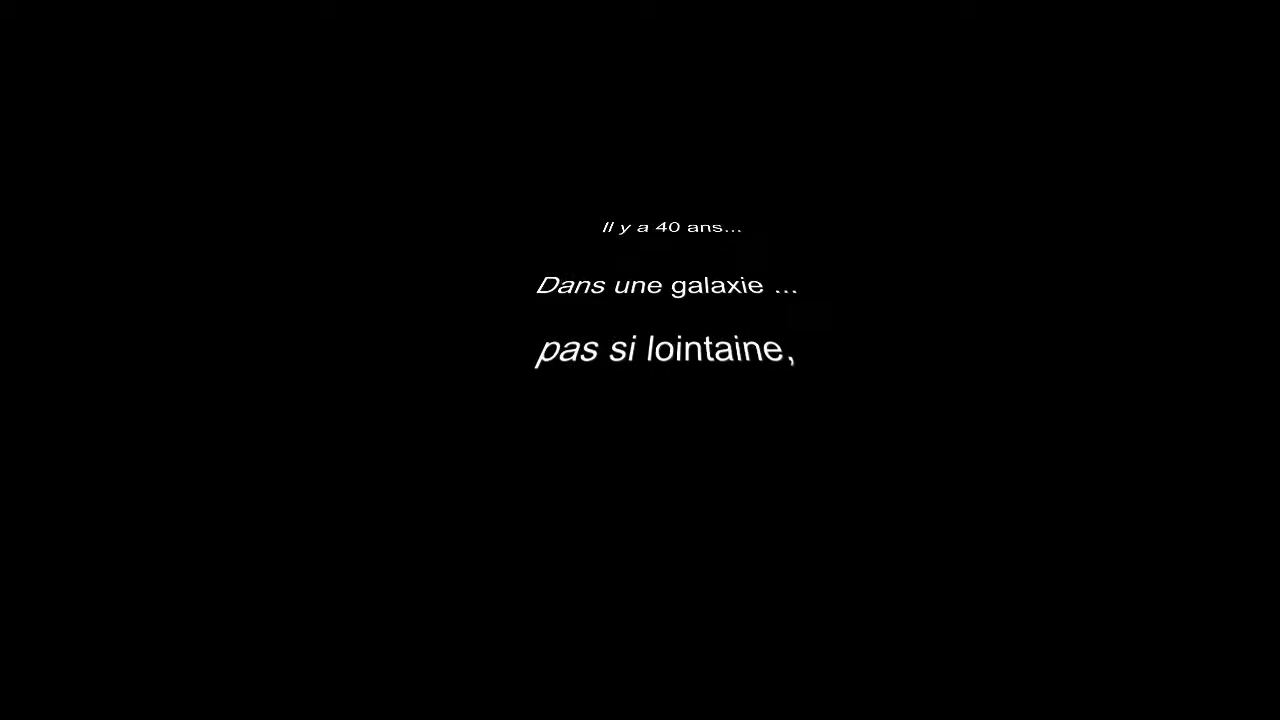 Il y a 40 ans...
Dans une galaxie ...
pas si lointaine,